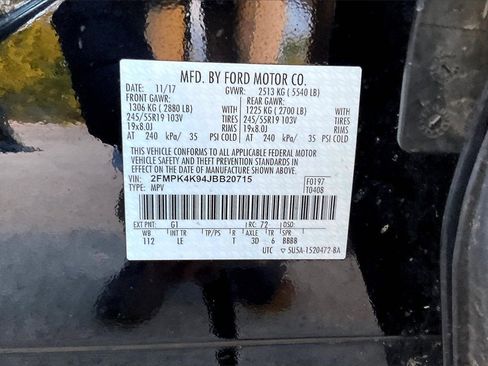 MFD. BY FORD MOTOR CO.
DATE: 11/17 GVWR: 2513 KG ( 5540 LB)
FRONT GAWR: REAR GAWR:
1306 KG ( 2880 LB) 1225 KG ( 2700 LB) WITH
245/55R19 103V TIRES 245/55R19 103V TIRES
19x8.0J RIMS 19x8.0J RIMS
AT 240 kPa/ 35 PSI COLD AT 240 kPa/ 35 PSI COLD
THIS VEHICLE CONFORMS TO ALL APPLICABLE FEDERAL MOTOR
VEHICLE SAFETY AND THEFT PREVENTION STANDARDS IN
EFFECT ON THE DATE OF MANUFACTURE SHOWN ABOVE.
VIN: 2FMPK4K94JBB20715 F0197
TYPE: MPV T0408
EXT PNT: G1 RC: 72 DSO:
WB INT TR TP/PS R AXLE TR SPR
112 LE T 3D 6 BBBB
UTC ▽ 5U5A-1520472-BA